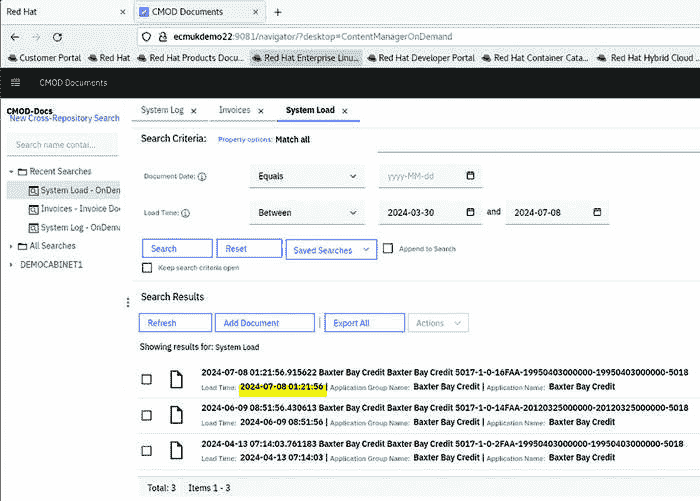 Red Hat × CMOD Documents × +
ecmukdemo22:9081/navigator/?desktop=ContentManagerOnDemand
Customer Portal Red Hat Red Hat Products Docu... Red Hat Enterprise Linu... Red Hat Developer Portal Red Hat Container Cata... Red Hat Hybrid Cloud ...
CMOD Documents
CMOD-Docs
New Cross-Repository Search
Search name contai...
Recent Searches
System Load - OnDem
Invoices - Invoice Doc
System Log - OnDema
All Searches
DEMOCABINET1
System Log × Invoices × System Load ×
Search Criteria: Property options: Match all
Document Date: Equals yyyy-MM-dd
Load Time: Between 2024-03-30 and 2024-07-08
Search Reset Saved Searches Append to Search
Keep search criteria open
Search Results
Refresh Add Document | Export All Actions
Showing results for: System Load
2024-07-08 01:21:56.915622 Baxter Bay Credit Baxter Bay Credit 5017-1-0-16FAA-19950403000000-19950403000000-5018
Load Time: 2024-07-08 01:21:56 | Application Group Name: Baxter Bay Credit | Application Name: Baxter Bay Credit
2024-06-09 08:51:56.430613 Baxter Bay Credit Baxter Bay Credit 5017-1-0-14FAA-20120325000000-20120325000000-5018
Load Time: 2024-06-09 08:51:56 | Application Group Name: Baxter Bay Credit | Application Name: Baxter Bay Credit
2024-04-13 07:14:03.761183 Baxter Bay Credit Baxter Bay Credit 5017-1-0-2FAA-19950403000000-19950403000000-5018
Load Time: 2024-04-13 07:14:03 | Application Group Name: Baxter Bay Credit | Application Name: Baxter Bay Credit
Total: 3 Items 1 - 3